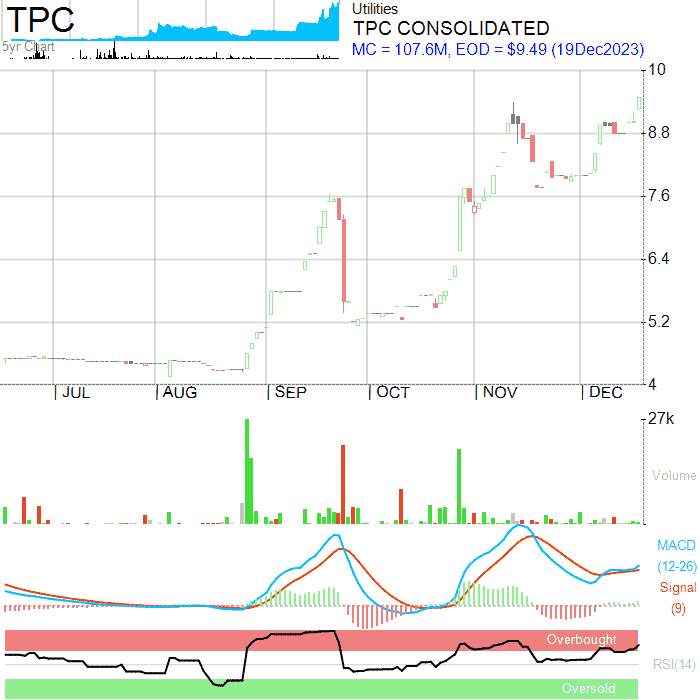 TPC
5yr Chart
Utilities
TPC CONSOLIDATED
MC = 107.6M, EOD = $9.49 (19Dec2023)
10
8.8
7.6
6.4
5.2
4
JUL AUG SEP OCT NOV DEC
27k
Volume
MACD
(12-26)
Signal
(9)
Overbought
RSI(14)
Oversold